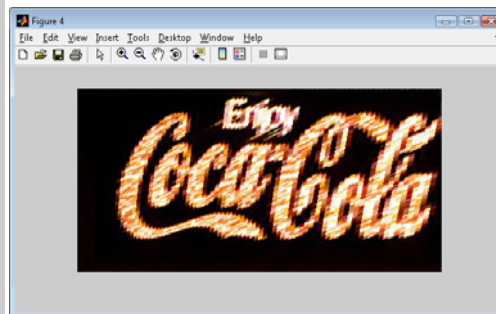 Figure 4
File Edit View Insert Tools Desktop Window Help
Enjoy
Coca-Cola